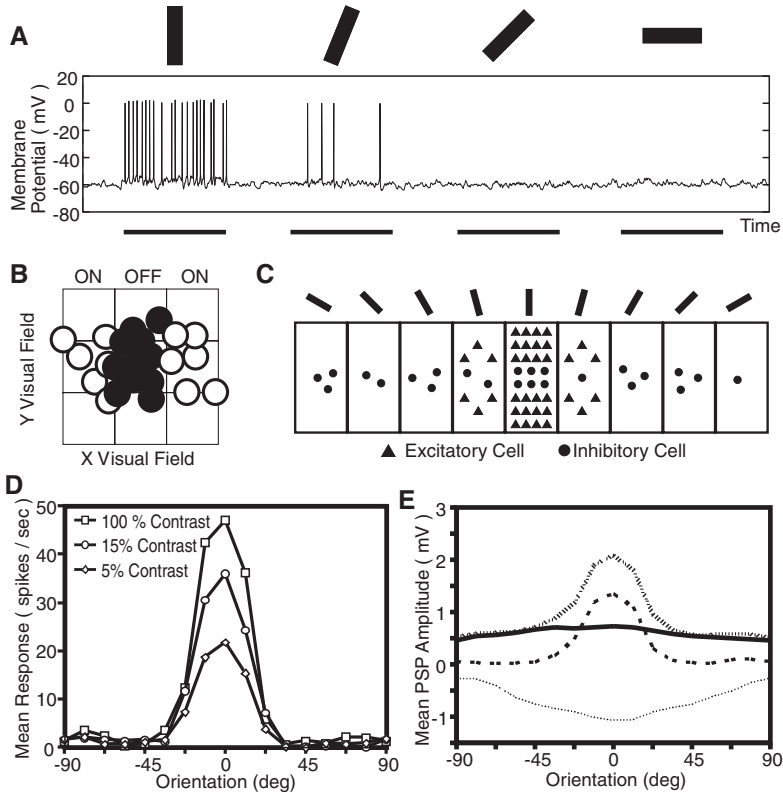 A
20
0
-20
-40
-60
-80
Membrane
Potential ( mV )
Time
B
ON OFF ON
Y Visual Field
X Visual Field
C
Excitatory Cell Inhibitory Cell
D
50
40
30
20
10
0
Mean Response ( spikes / sec )
100 % Contrast
15% Contrast
5% Contrast
-90 -45 0 45 90
Orientation (deg)
E
3
2
1
0
-1
Mean PSP Amplitude ( mV )
-90 -45 0 45 90
Orientation (deg)